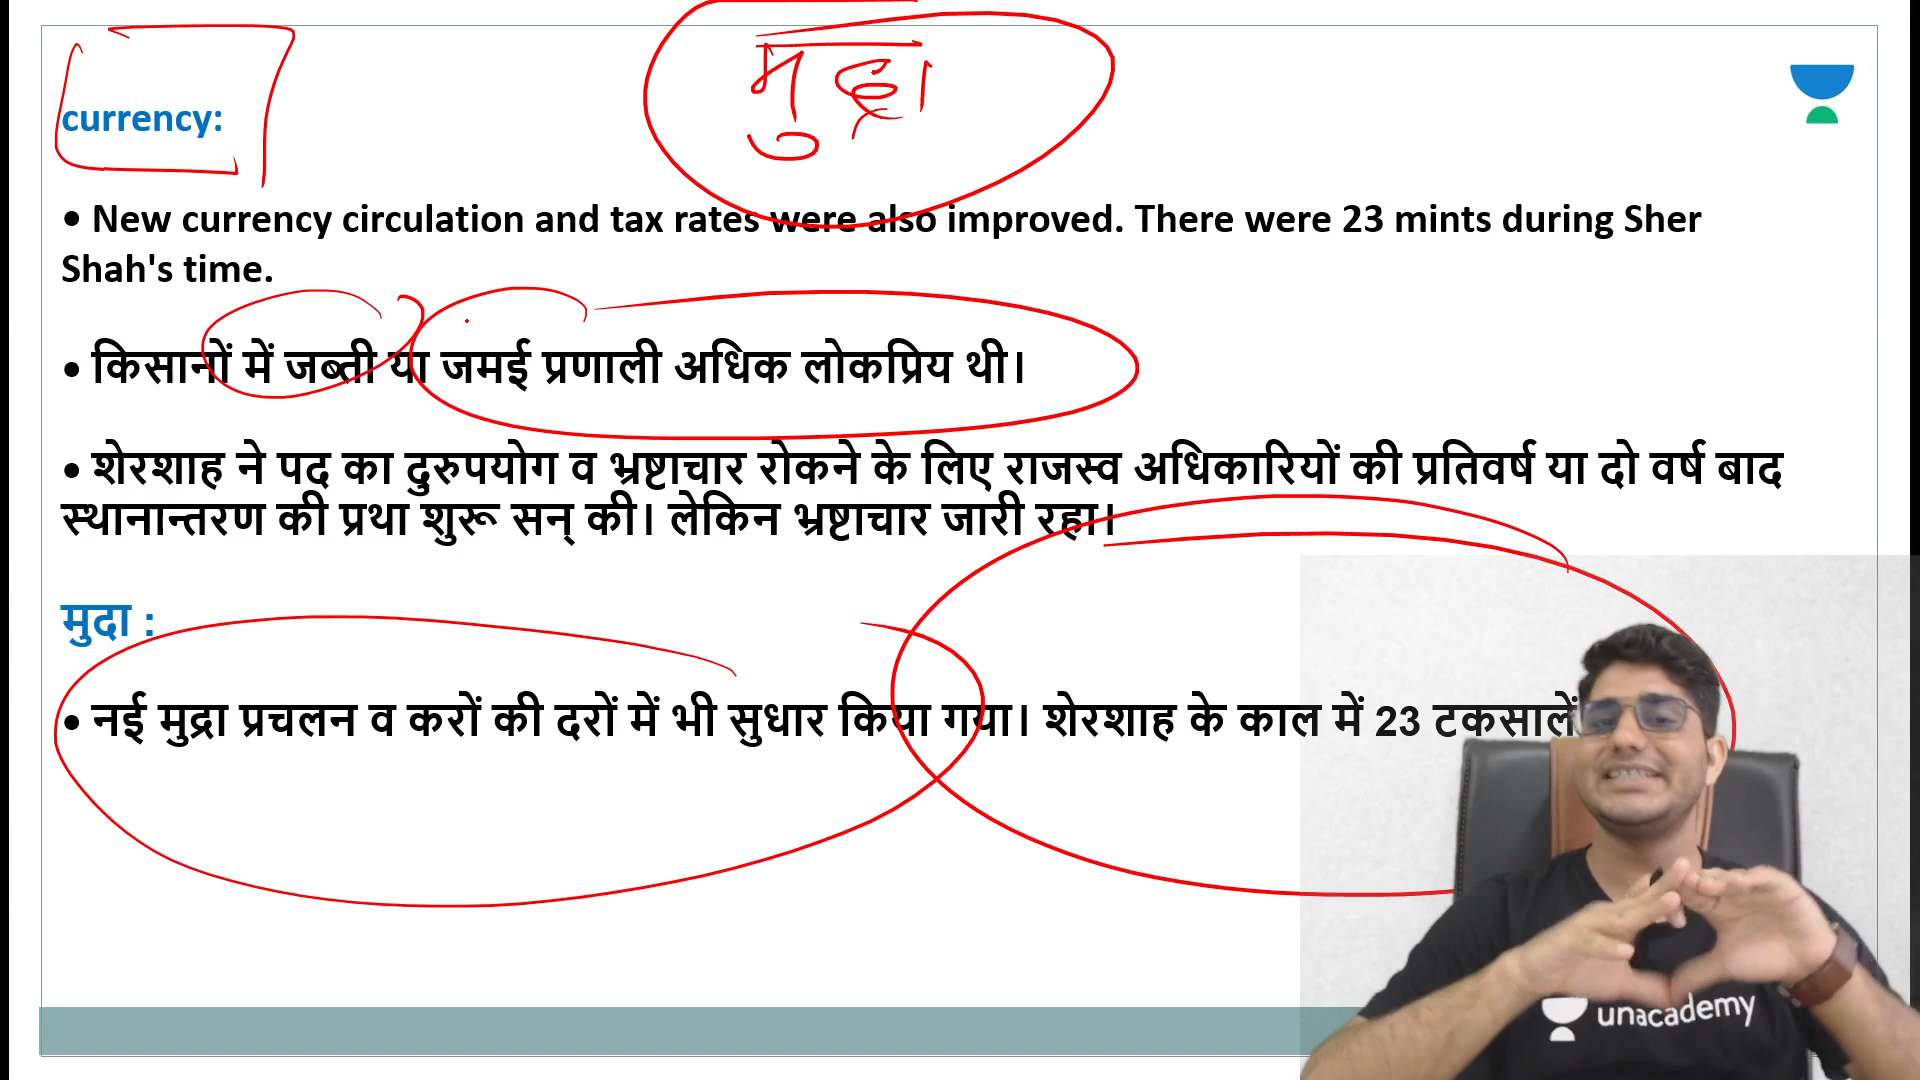 मुद्रा
currency:
• New currency circulation and tax rates were also improved. There were 23 mints during Sher
Shah's time.
• किसानों में जब्ती या जमई प्रणाली अधिक लोकप्रिय थी।
• शेरशाह ने पद का दुरुपयोग व भ्रष्टाचार रोकने के लिए राजस्व अधिकारियों की प्रतिवर्ष या दो वर्ष बाद
स्थानान्तरण की प्रथा शुरू सन् की। लेकिन भ्रष्टाचार जारी रहा।
मुदा :
• नई मुद्रा प्रचलन व करों की दरों में भी सुधार किया गया। शेरशाह के काल में 23 टकसालें
unacademy